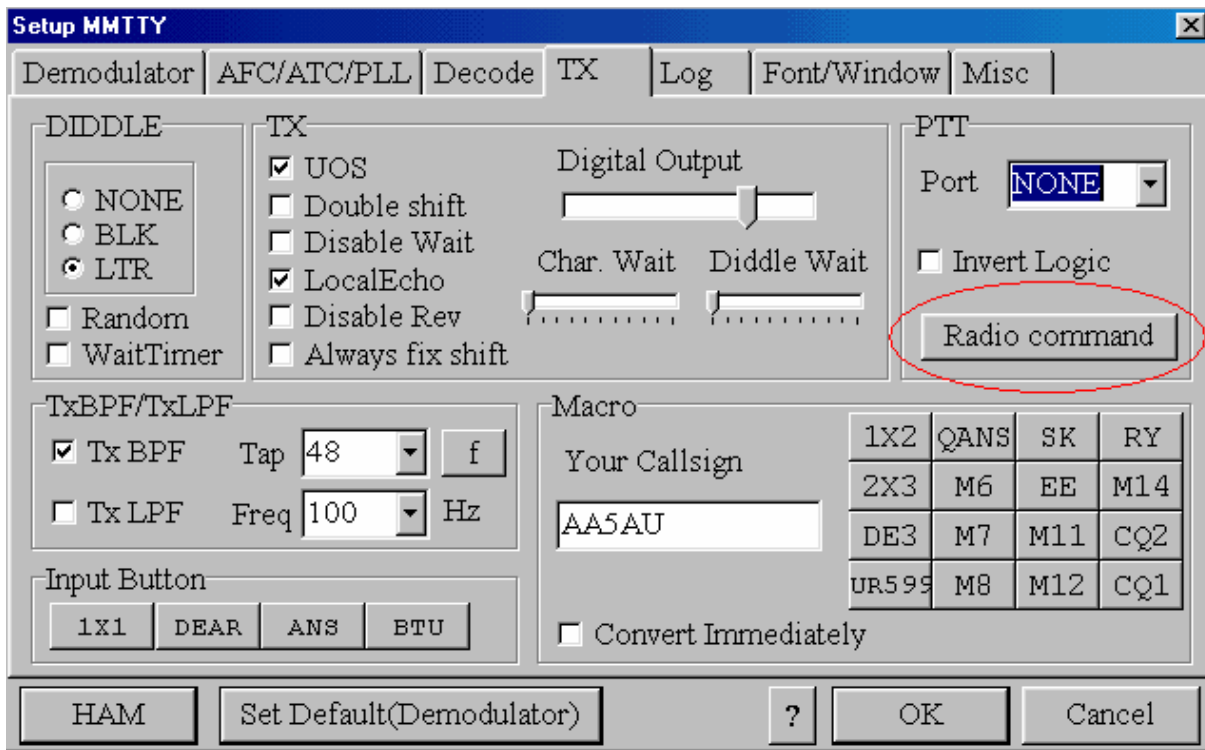 Setup MMTTY
Demodulator AFC/ATC/PLL Decode TX Log Font/Window Misc
DIDDLE
NONE
BLK
LTR
Random
WaitTimer
TX
UOS
Double shift
Disable Wait
LocalEcho
Disable Rev
Always fix shift
Digital Output
Char. Wait Diddle Wait
PTT
Port NONE
Invert Logic
Radio command
TxBPF/TxLPF
Tx BPF Tap 48 f
Tx LPF Freq 100 Hz
Input Button
1X1 DEAR ANS BTU
Macro
Your Callsign
AA5AU
Convert Immediately
1X2 QANS SK RY
2X3 M6 EE M14
DE3 M7 M11 CQ2
UR599 M8 M12 CQ1
HAM Set Default(Demodulator) ? OK Cancel